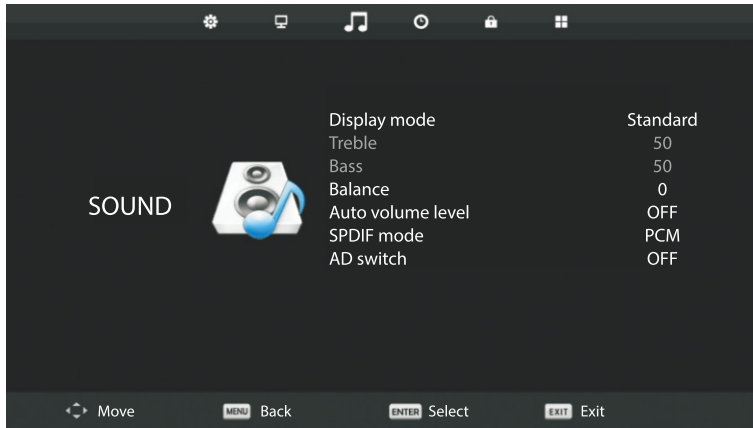 SOUND
Display mode Standard
Treble 50
Bass 50
Balance 0
Auto volume level OFF
SPDIF mode PCM
AD switch OFF
Move MENU Back ENTER Select EXIT Exit